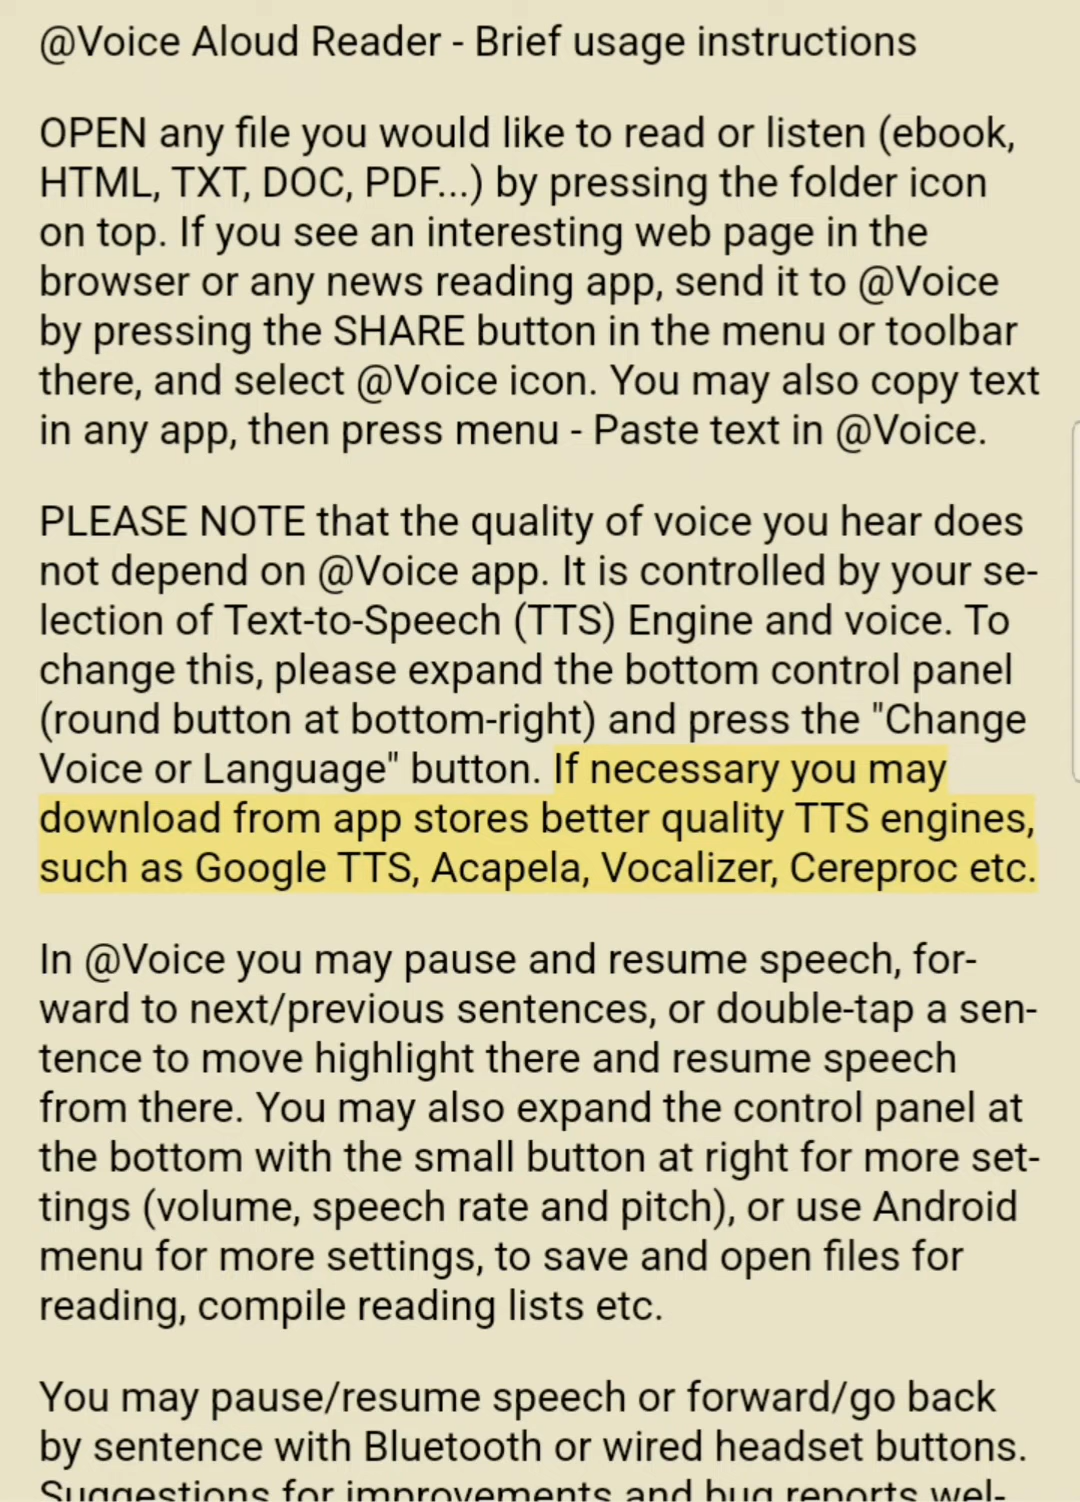 @Voice Aloud Reader - Brief usage instructions
OPEN any file you would like to read or listen (ebook,
HTML, TXT, DOC, PDF...) by pressing the folder icon
on top. If you see an interesting web page in the
browser or any news reading app, send it to @Voice
by pressing the SHARE button in the menu or toolbar
there, and select @Voice icon. You may also copy text
in any app, then press menu - Paste text in @Voice.
PLEASE NOTE that the quality of voice you hear does
not depend on @Voice app. It is controlled by your se-
lection of Text-to-Speech (TTS) Engine and voice. To
change this, please expand the bottom control panel
(round button at bottom-right) and press the "Change
Voice or Language" button. If necessary you may
download from app stores better quality TTS engines,
such as Google TTS, Acapela, Vocalizer, Cereproc etc.
In @Voice you may pause and resume speech, for-
ward to next/previous sentences, or double-tap a sen-
tence to move highlight there and resume speech
from there. You may also expand the control panel at
the bottom with the small button at right for more set-
tings (volume, speech rate and pitch), or use Android
menu for more settings, to save and open files for
reading, compile reading lists etc.
You may pause/resume speech or forward/go back
by sentence with Bluetooth or wired headset buttons.
Suggestions for improvements and bug reports wel-